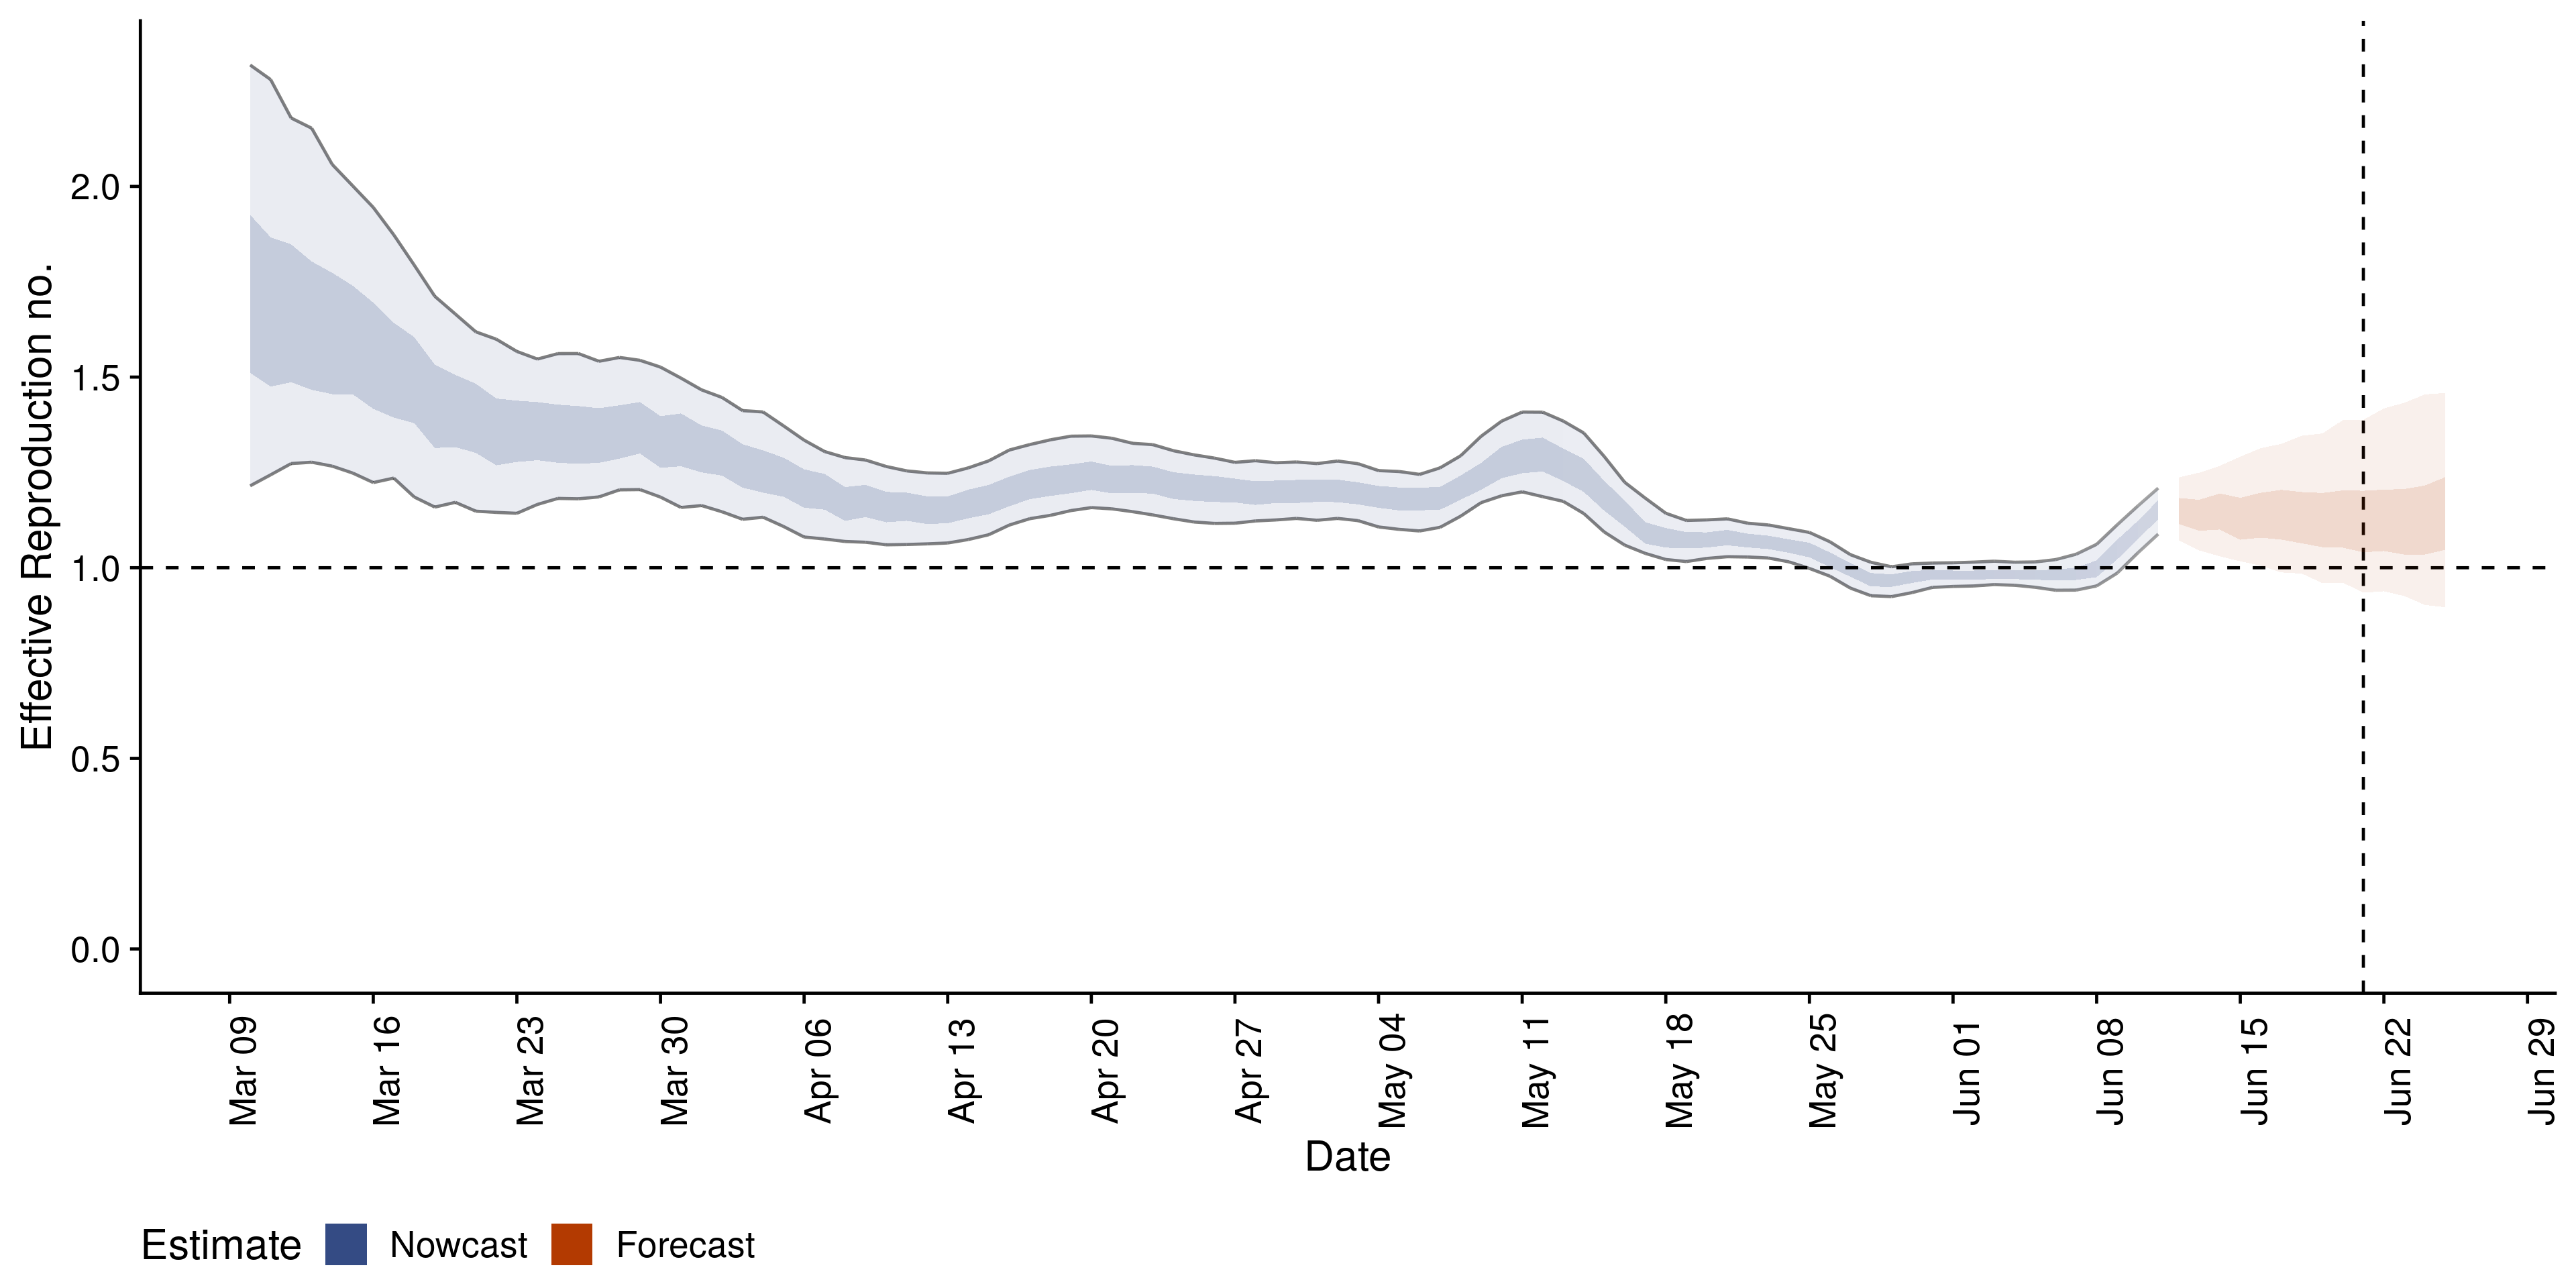 Effective Reproduction no.
2.0
1.5
1.0
0.5
0.0
Mar 09
Mar 16
Mar 23
Mar 30
Apr 06
Apr 13
Apr 20
Apr 27
May 04
May 11
May 18
May 25
Jun 01
Jun 08
Jun 15
Jun 22
Jun 29
Date
Estimate Nowcast Forecast